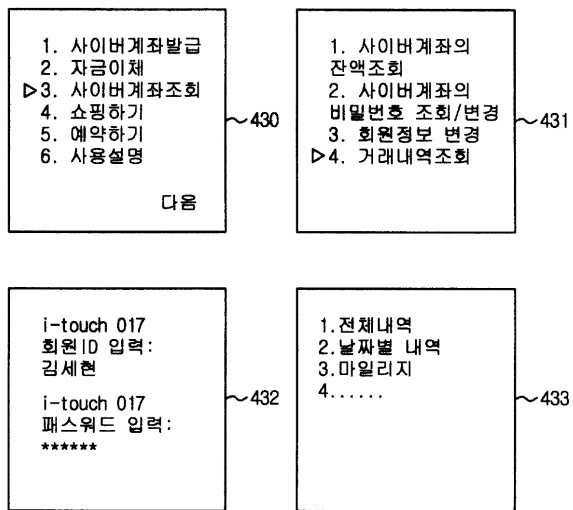 1. 사이버계좌발급
2. 자금이체
▷3. 사이버계좌조회
4. 쇼핑하기
5. 예약하기
6. 사용설명
다음
430
1. 사이버계좌의
잔액조회
2. 사이버계좌의
비밀번호 조회/변경
3. 회원정보 변경
▷4. 거래내역조회
431
i-touch 017
회원ID 입력:
김세현
i-touch 017
패스워드 입력:
******
432
1.전체내역
2.날짜별 내역
3.마일리지
4......
433